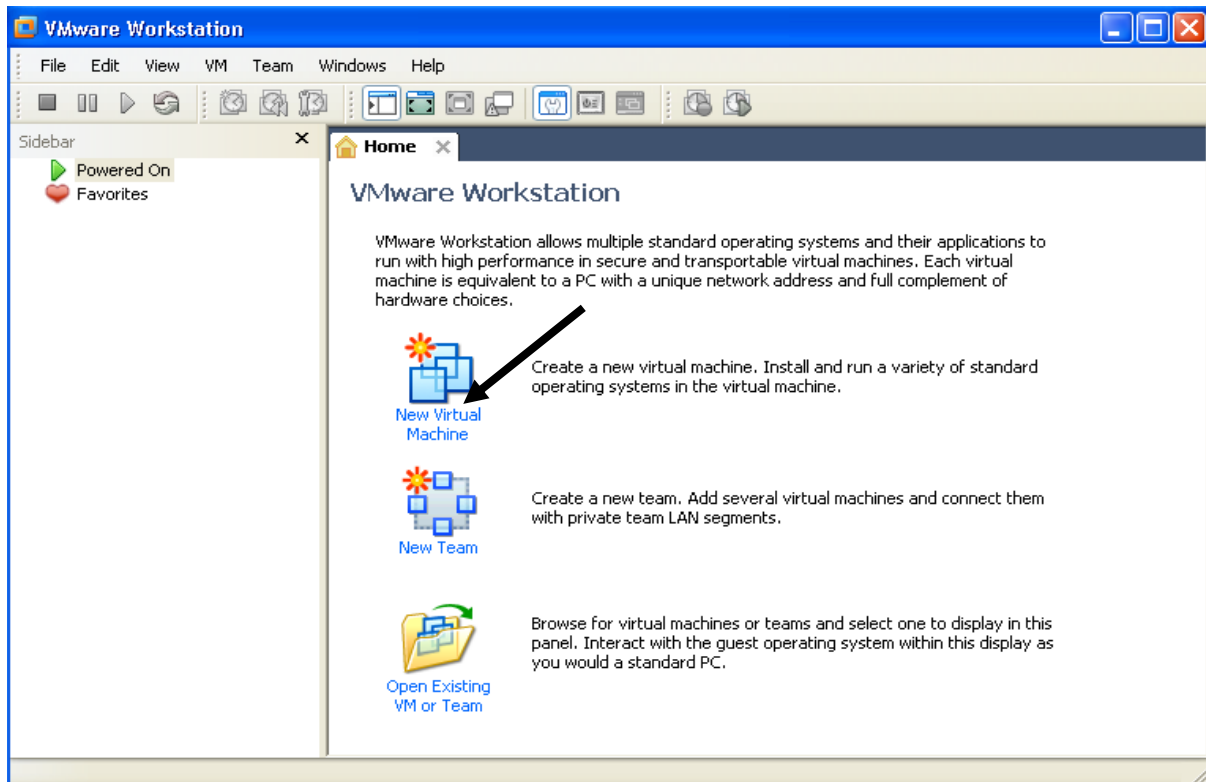 VMware Workstation
File Edit View VM Team Windows Help
Sidebar
Powered On
Favorites
Home
VMware Workstation
VMware Workstation allows multiple standard operating systems and their applications to
run with high performance in secure and transportable virtual machines. Each virtual
machine is equivalent to a PC with a unique network address and full complement of
hardware choices.
New Virtual
Machine
Create a new virtual machine. Install and run a variety of standard
operating systems in the virtual machine.
New Team
Create a new team. Add several virtual machines and connect them
with private team LAN segments.
Open Existing
VM or Team
Browse for virtual machines or teams and select one to display in this
panel. Interact with the guest operating system within this display as
you would a standard PC.